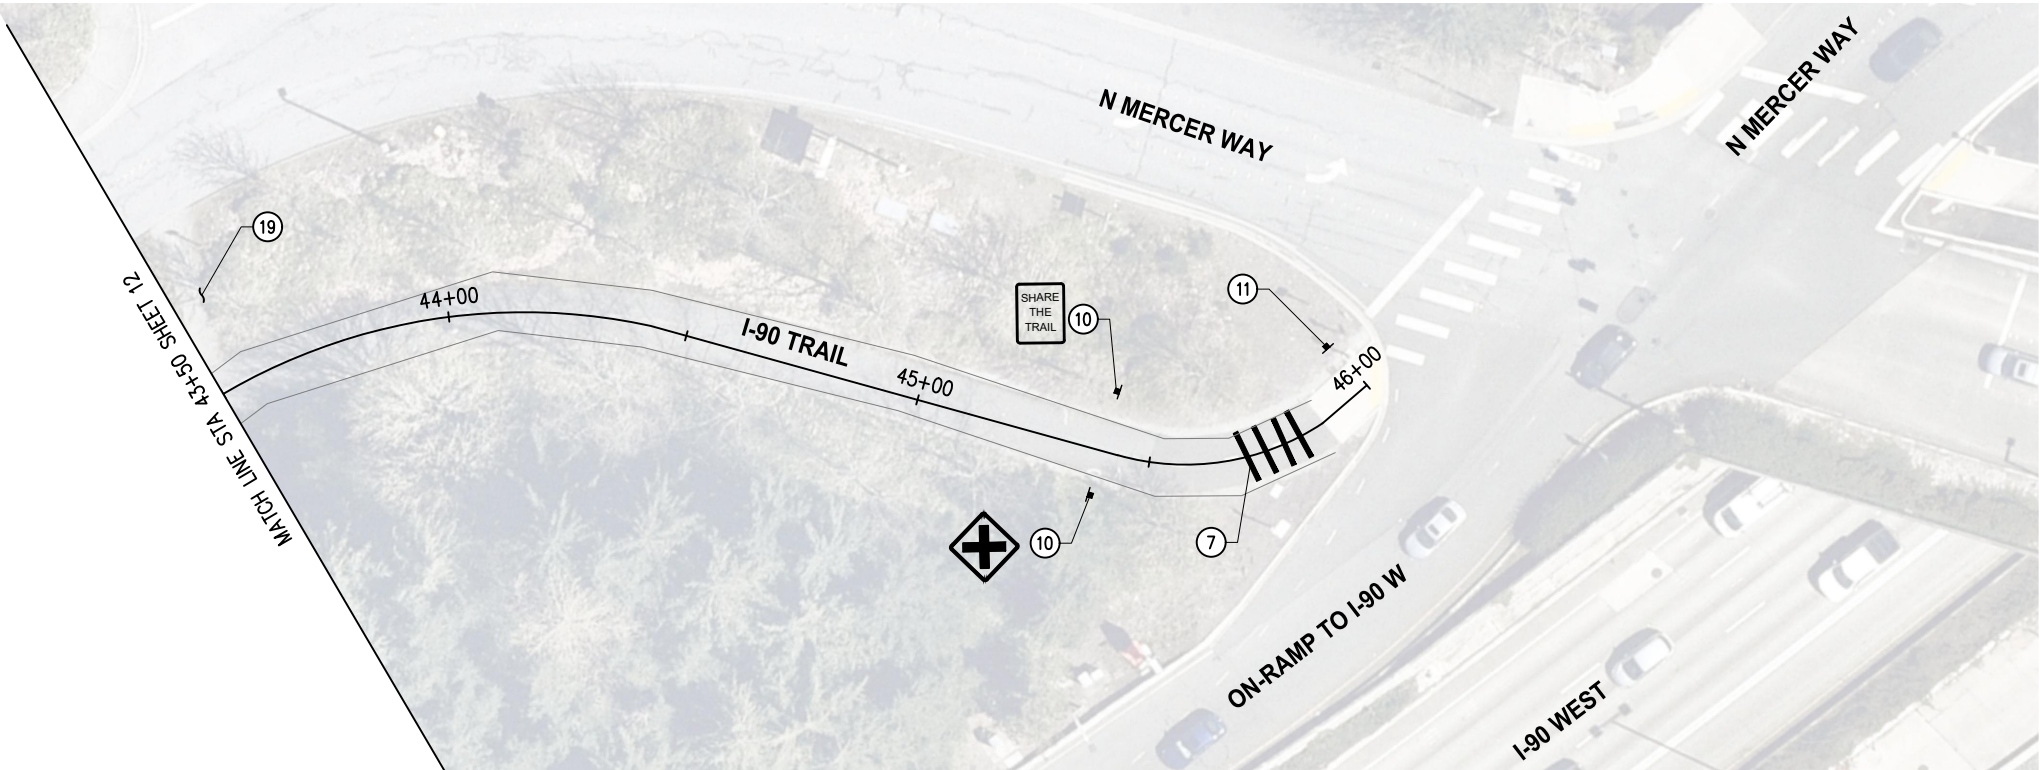 N MERCER WAY
N MERCER WAY
19
MATCH LINE STA 43+50 SHEET 12
44+00
I-90 TRAIL
45+00
SHARE
THE
TRAIL
10
11
46+00
10
7
ON-RAMP TO I-90 W
I-90 WEST